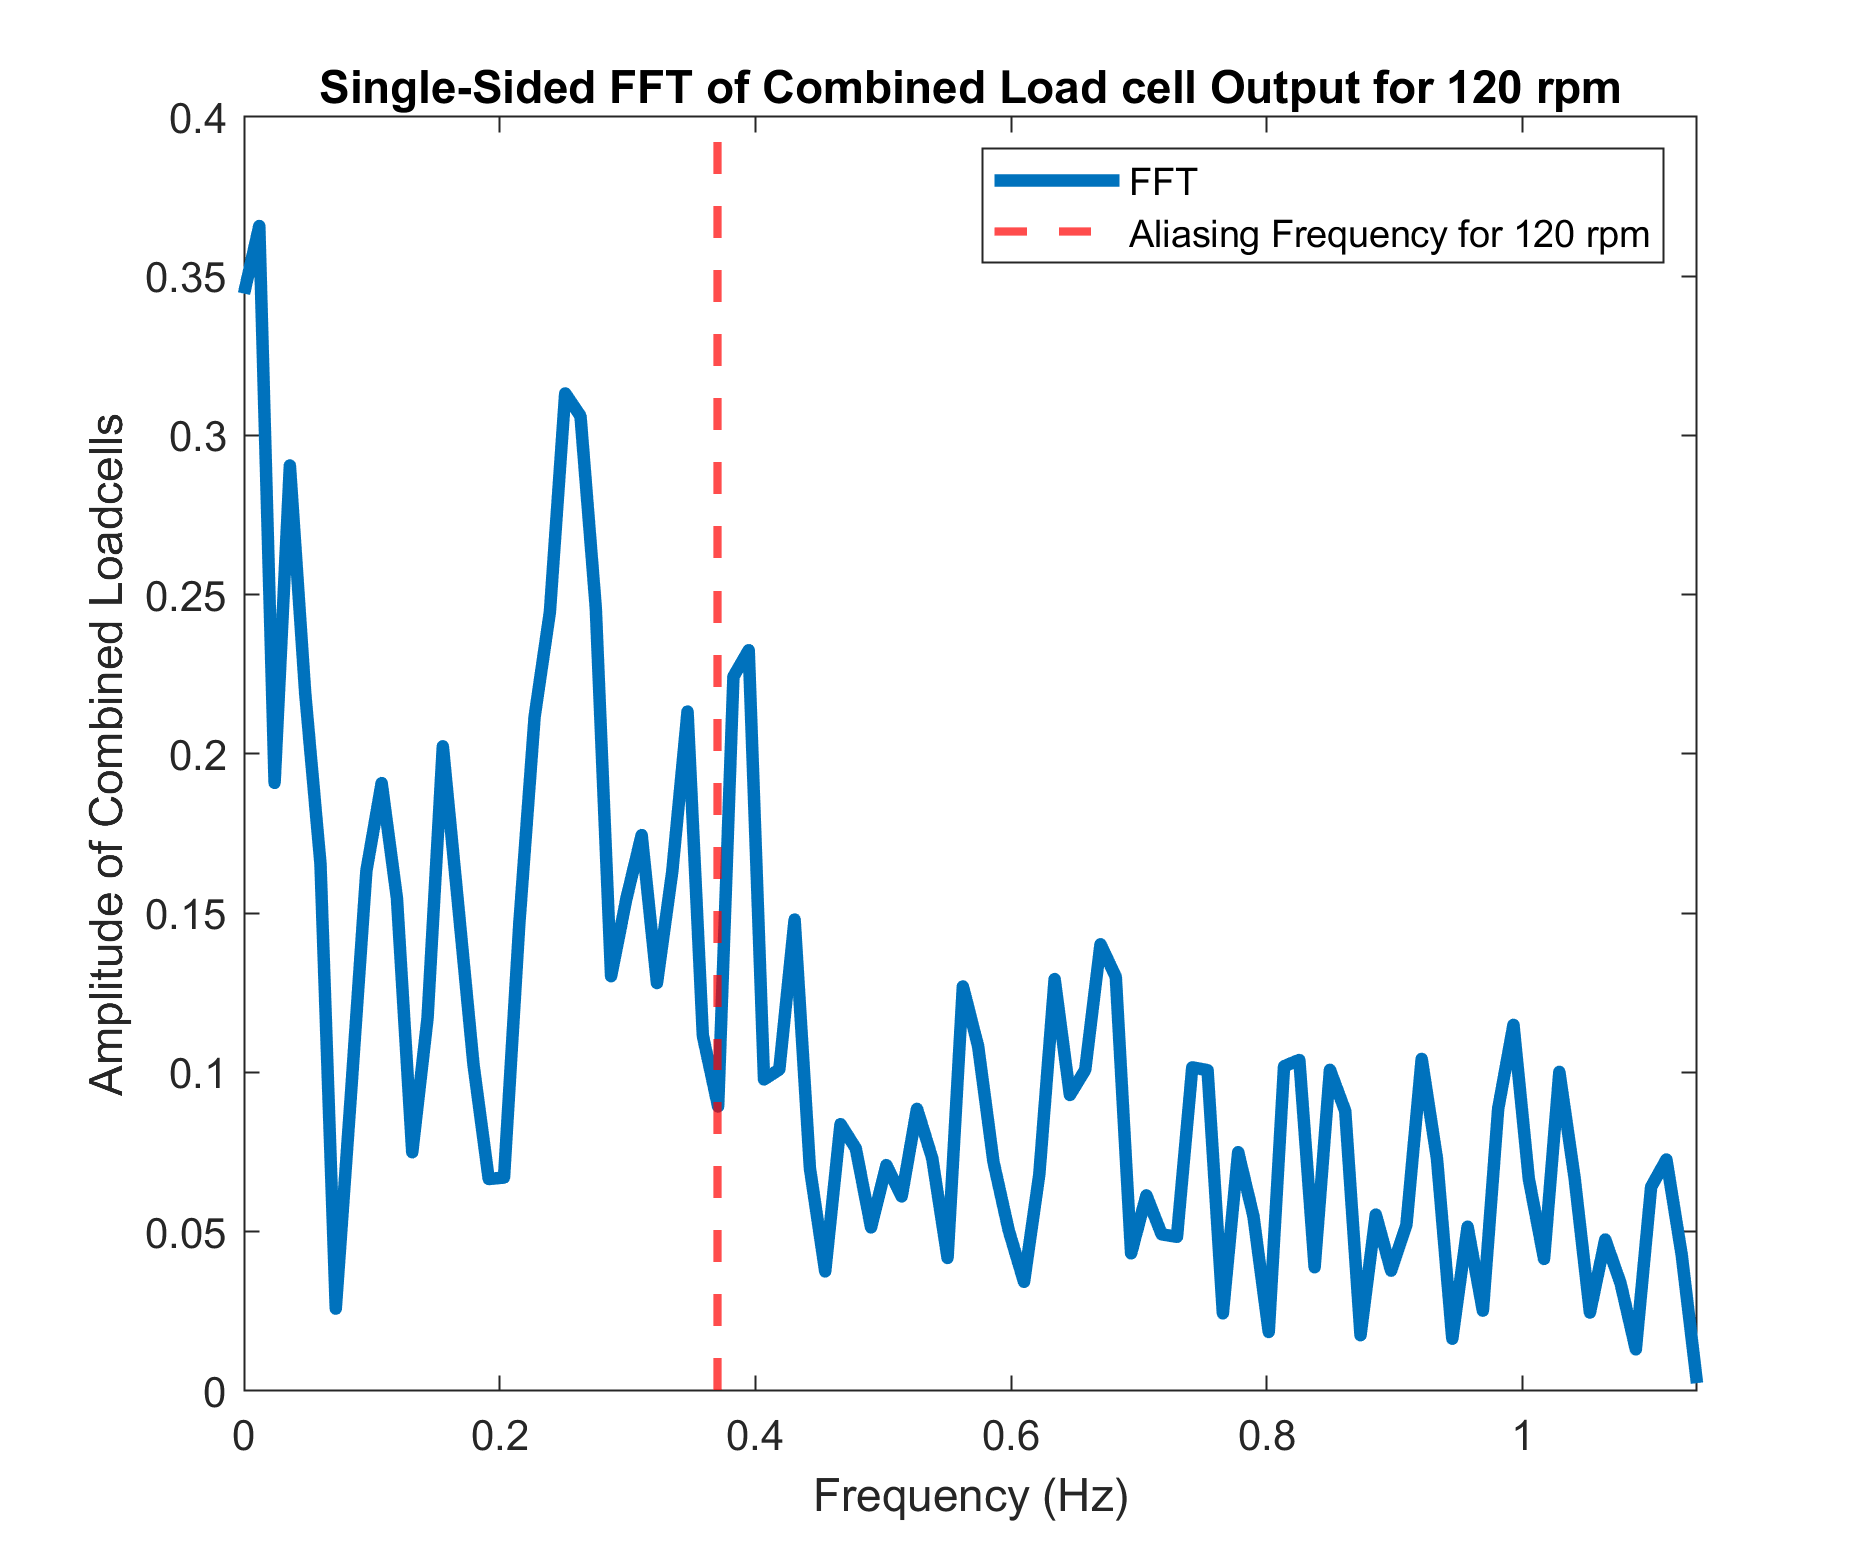 Single-Sided FFT of Combined Load cell Output for 120 rpm
FFT
Aliasing Frequency for 120 rpm
Amplitude of Combined Loadcells
0.4
0.35
0.3
0.25
0.2
0.15
0.1
0.05
0
0 0.2 0.4 0.6 0.8 1
Frequency (Hz)